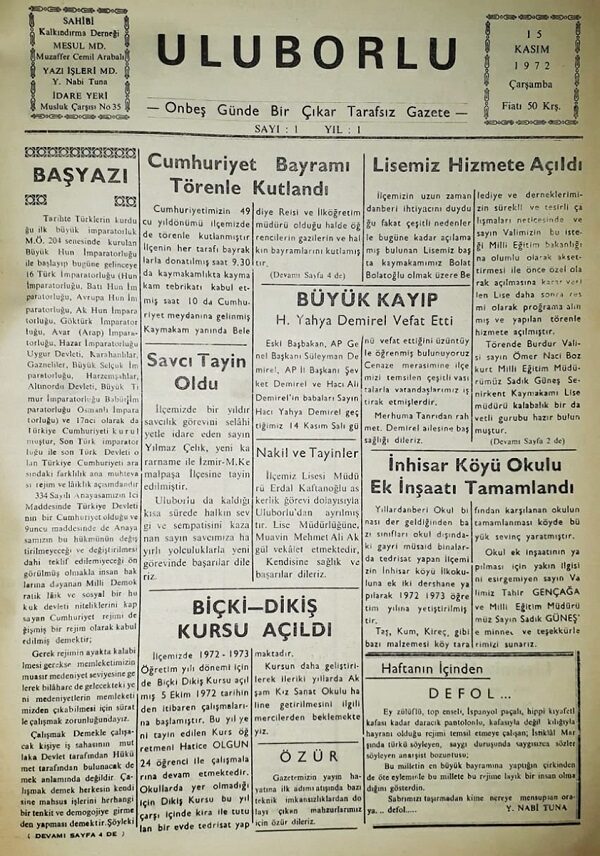 SAHİBİ
Kalkındırma Derneği
MESUL MD.
Muzaffer Cemil Arabalı
YAZI İŞLERİ MD.
Y. Nabi Tuna
İDARE YERİ
Musluk Çarşısı No 35
ULUBORLU
— Onbeş Günde Bir Çıkar Tarafsız Gazete —
SAYI : 1 YIL : 1
15
KASIM
1972
Çarşamba
Fiatı 50 Krş.
BAŞYAZI
Tarihte Türklerin kurdu
ğu ilk büyük imparatorluk
M.Ö. 204 senesinde kurulan
Büyük Hun İmparatorluğu
ile başlayıp bugüne gelinceye
16 Türk İmparatorluğu (Hun
İmparatorluğu, Batı Hun İm
paratorluğu, Avrupa Hun İm
paratorluğu, Ak Hun İmpara
torluğu, Göktürk İmparator
luğu, Avar (Arap) İmparato-
rluğu, Hazar İmparatorluğu
Uygur Devleti, Karahanlılar,
Gazneliler, Büyük Selçuk İm
paratorluğu, Harzemşahlar,
Altınordu Devleti, Büyük Ti
mur İmparatorluğu Babürİm
paratorluğu Osmanlı İmpara
torluğu) ve 17nci olarak da
Türkiye Cumhuriyeti kurul
muştur, Son Türk imparator
luğu ile son Türk Devleti o
lan Türkiye Cumhuriyeti ara
sındaki farklılık ana muhteva
sı rejim ve lâiklik açısındandır
334 Sayılı Anayasamızın 1ci
Maddesinde Türkiye Devleti
nin bir Cumhuriyet olduğu ve
9uncu maddesinde de Anaya
samızın bu hükmünün değiş
tirilmeyeceği ve değiştirilmesi
dahi teklif edilemiyeceği ön
görülmüş olmakla insan hak
larına dayanan Milli Demok
ratik lâik ve sosyal bir hu
kuk devleti niteliklerini kap
sayan Cumhuriyet rejimi de
ğişmiş bir rejim olarak kabul
edilmiş demektir;
Gerek rejimin ayakta kalabi
lmesi gerekse memleketimizin
muasır medeniyet seviyesine ge
lerek bilâhare de gelecekteki ye
ni medeniyetlerin memleketi
mizden çıkabilmesi için sürat
le çalışmak zorunluğundayız.
Çalışmak Demekle çalışa-
cak kişiye iş sahasının mut
laka Devlet tarafından Hükü
met tarafından bulunacak de
mek anlamında değildir. Ça-
lışmak demek herkesin kendi
sine mahsus işlerini herhangi
bir tenkit ve demogojiye girme
den yapması demektir.Şöyleki
( DEVAMI SAYFA 4 DE )
Cumhuriyet Bayramı
Törenle Kutlandı
Cumhuriyetimizin 49
cu yıldönümü ilçemizde
de törenle kutlanmıştır
İlçenin her tarafı bayrak
larla donatılmış saat 9.30
da kaymakamlıkta kayma
kam tebrikatı kabul et-
miş saat 10 da Cumhu-
riyet meydanına gelinmiş
Kaymakam yanında Bele
diye Reisi ve İlköğretim
müdürü olduğu halde öğ
rencilerin gazilerin ve hal
kın bayramlarını kutlamış
tır.
(Devamı Sayfa 4 de)
Savcı Tayin
Oldu
İlçemizde bir yıldır
savcılık görevini selâhi
yetle idare eden sayın
Yılmaz Çelik, yeni ka
rarname ile İzmir-M.Ke
malpaşa İlçesine tayin
edilmiştir.
Uluborlu da kaldığı
kısa sürede halkın sev
gi ve sempatisini kaza
nan sayın savcımıza ha
yırlı yolculuklarla yeni
görevinde başarılar dile
riz.
BÜYÜK KAYIP
H. Yahya Demirel Vefat Etti
Eski Başbakan, AP Ge
nel Başkanı Süleyman De
mirel, AP İl Başkanı Şev
ket Demirel ve Hacı Ali
Demirel'in babaları Sayın
Hacı Yahya Demirel geç
tiğimiz 14 Kasım Salı gü
nü vefat ettiğini üzüntüy
le öğrenmiş bulunuyoruz
Cenaze merasimine ilçe
mizi temsilen çeşitli vası
talarla vatandaşlarımız iş
tirak etmişlerdir.
Merhuma Tanrıdan rah
met. Demirel ailesine baş
sağlığı dileriz.
Nakil ve Tayinler
İlçemiz Lisesi Müdü
rü Erdal Kaftanoğlu as
kerlik görevi dolayısiyla
Uluborlu'dan ayrılmış
tır. Lise Müdürlüğüne,
Muavin Mehmet Ali Ak
gül vekâlet etmektedir.
Kendisine sağlık ve
başarılar dileriz.
BİÇKİ—DİKİŞ
KURSU AÇILDI
İlçemizde 1972 - 1973
Öğretim yılı dönemi için
de Biçki Dikiş Kursu açıl
mış 5 Ekim 1972 tarihin
den itibaren çalışmaları
na başlamıştır. Bu yıl ye
ni tayin edilen Kurs öğ
retmeni Hatice OLGUN
24 öğrenci ile çalışmala
rına devam etmektedir.
Okullarda yer olmadığı
için Dikiş Kursu bu yıl
çarşı içinde kira ile tutu
lan bir evde tedrisat yap
maktadır.
Kursun daha geliştiri-
lerek ileriki yıllarda Ak
şam Kız Sanat Okulu ha
line getirilmesini ilgili
mercilerden beklemekte
yiz.
ÖZÜR
Gazetemizin yayın ha-
yatına ilk adımı atışında bazı
teknik imkansızlıklardan do
layı çıkan mahzurlarımız
için özür dileriz.
Lisemiz Hizmete Açıldı
İlçemizin uzun zaman
danberi ihtiyacını duydu
ğu fakat çeşitli nedenler
le bugüne kadar açılama
mış bulunan Lisemiz baş
ta kaymakamımız Bolat
Bolatoğlu olmak üzere Be
lediye ve derneklerimi-
zin sürekli ve tesirli ça
lışmaları neticesinde ve
sayın Valimizin bu iste
ği Milli Eğitim bakanlığı
na olumlu olarak akset-
tirmesi ile önce özel ola
rak açılmasına karar veri
len Lise daha sonra res
mi olarak programa alın
mış ve yapılan törenle
hizmete açılmıştır.
Törende Burdur Vali-
si sayın Ömer Naci Boz
kurt Milli Eğitim Müdü-
rümüz Sadık Güneş Se-
nirkent Kaymakamı Lise
müdürü kalabalık bir da
vetli gurubu hazır bulun
muştur.
(Devamı Sayfa 2 de)
İnhisar Köyü Okulu
Ek İnşaatı Tamamlandı
Yıllardanberi Okul bi
nası der geldiğinden ba
zı sınıfları okul dışında-
ki gayri müsaid binalar-
da tedrisat yapan İlçemi
zin İnhisar köyü İlkoku-
luna ek iki dershane ya
pılarak 1972 1973 öğre
tim yılına yetiştirilmiş
tir.
Taş, Kum, Kireç, gibi
bazı malzemeler köy tara
fından karşılanan okulun
tamamlanması köyde bü
yük sevinç yaratmıştır.
Okul ek inşaatının ya
pılması için yakın ilgisi
ni esirgemiyen sayın Va
limiz Tahir GENÇAĞA
ve Milli Eğitim Müdürü
müz Sayın Sadık GÜNEŞ'
e minnet ve teşekkürle
rimizi sunarız.
Haftanın İçinden
DEFOL ...
Ey zülüflü, top enseli, İspanyol paçalı, hippi kıyafetli
kafası kadar daracık pantolonlu, kafasıyla değil kılığıyla
hayranı olduğu rejimi temsil etmeye çalışan; İstiklâl Mar
şında türkü söyleyen, saygı duruşunda saygısızca sözler
söyleyen anarşist bozuntusu;
Bu milletin en büyük bayramına yaptığın çirkinden
de öte eylemirle bu millete bu rejime layık bir insan olma
dığını gösterdin.
Sabrımızı taşırmadan kime nereye mensupsan ora-
ya.. defol.....
Y. NABİ TUNA